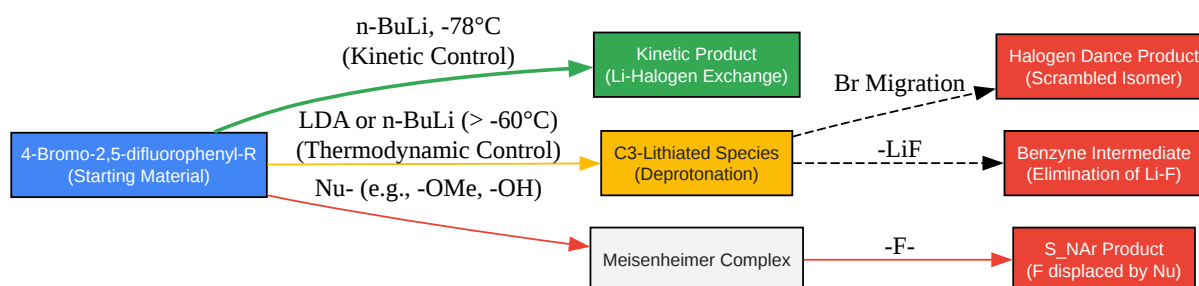 n-BuLi, -78°C
(Kinetic Control)
Kinetic Product
(Li-Halogen Exchange)
Halogen Dance Product
(Scrambled Isomer)
Br Migration
4-Bromo-2,5-difluorophenyl-R
(Starting Material)
LDA or n-BuLi (> -60°C)
(Thermodynamic Control)
C3-Lithiated Species
(Deprotonation)
-LiF
Benzyne Intermediate
(Elimination of Li-F)
Nu- (e.g., -OMe, -OH)
Meisenheimer Complex
-F-
S_NAr Product
(F displaced by Nu)